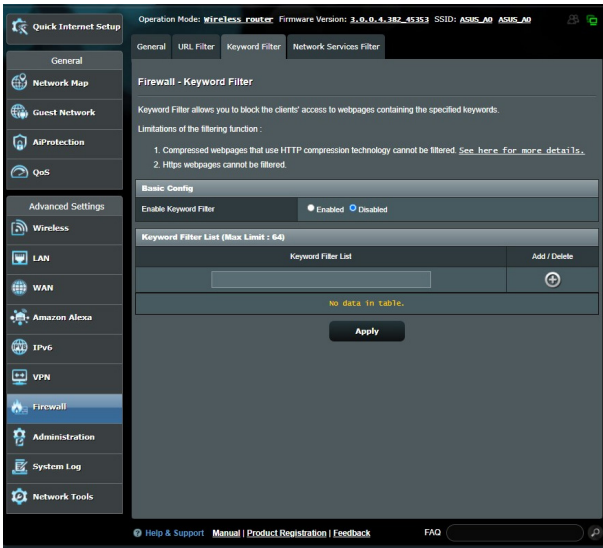 Quick Internet Setup
Operation Mode: Wireless router Firmware Version: 3.0.0.4.382_45353 SSID: ASUS_A0 ASUS_A0
General URL Filter Keyword Filter Network Services Filter
General
Network Map
Guest Network
AiProtection
QoS
Advanced Settings
Wireless
LAN
WAN
Amazon Alexa
IPv6
VPN
Firewall
Administration
System Log
Network Tools
Firewall - Keyword Filter
Keyword Filter allows you to block the clients' access to webpages containing the specified keywords.
Limitations of the filtering function :
1. Compressed webpages that use HTTP compression technology cannot be filtered. See here for more details.
2. Https webpages cannot be filtered.
Basic Config
Enable Keyword Filter Enabled Disabled
Keyword Filter List (Max Limit : 64)
Keyword Filter List Add / Delete
No data in table.
Apply
Help & Support Manual | Product Registration | Feedback FAQ